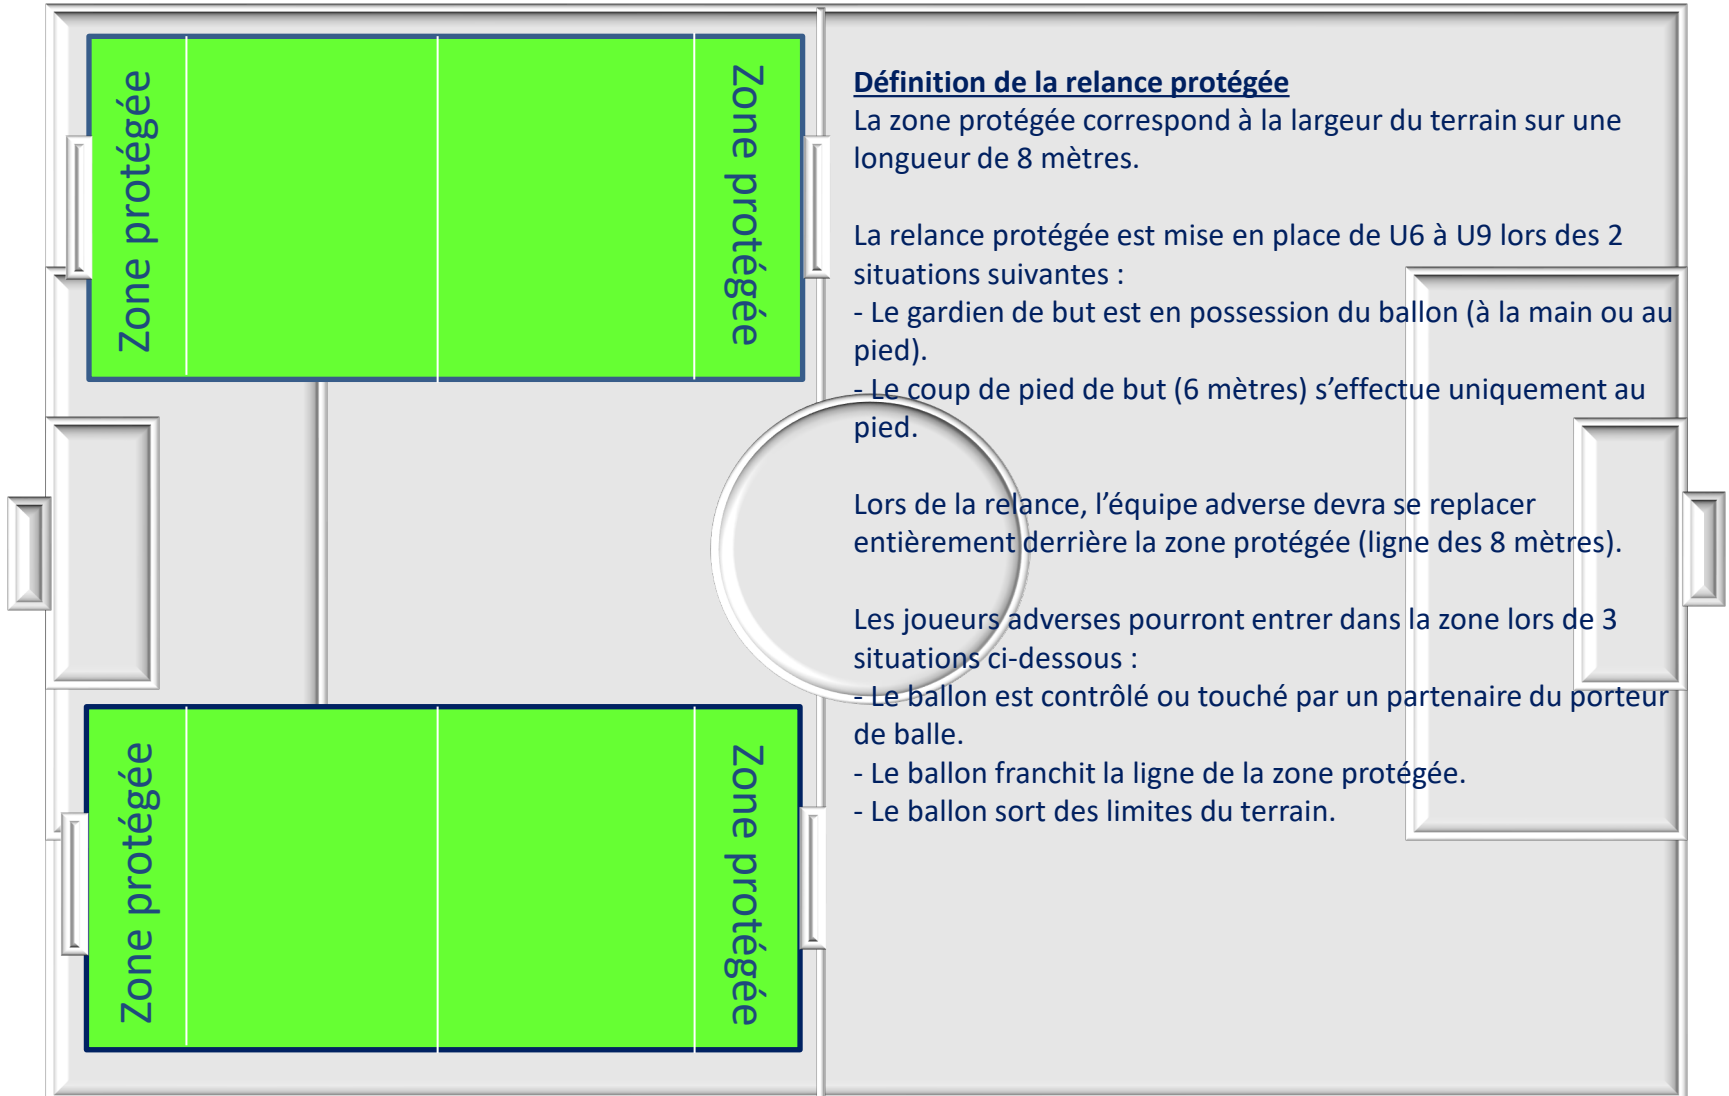 Zone protégée
Zone protégée
Définition de la relance protégée
La zone protégée correspond à la largeur du terrain sur une
longueur de 8 mètres.
La relance protégée est mise en place de U6 à U9 lors des 2
situations suivantes :
- Le gardien de but est en possession du ballon (à la main ou au
pied).
- Le coup de pied de but (6 mètres) s’effectue uniquement au
pied.
Lors de la relance, l’équipe adverse devra se replacer
entièrement derrière la zone protégée (ligne des 8 mètres).
Les joueurs adverses pourront entrer dans la zone lors de 3
situations ci-dessous :
- Le ballon est contrôlé ou touché par un partenaire du porteur
de balle.
- Le ballon franchit la ligne de la zone protégée.
- Le ballon sort des limites du terrain.
Zone protégée
Zone protégée